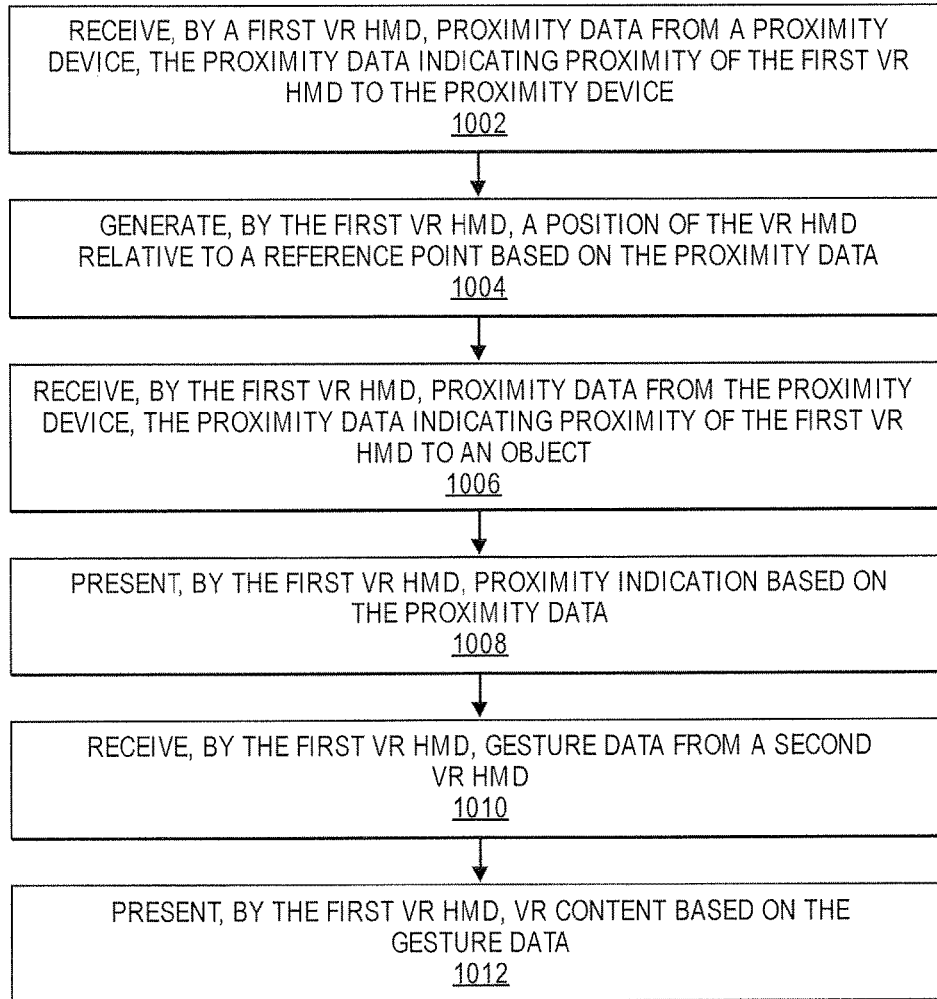 RECEIVE, BY A FIRST VR HMD, PROXIMITY DATA FROM A PROXIMITY
DEVICE, THE PROXIMITY DATA INDICATING PROXIMITY OF THE FIRST VR
HMD TO THE PROXIMITY DEVICE
1002
GENERATE, BY THE FIRST VR HMD, A POSITION OF THE VR HMD
RELATIVE TO A REFERENCE POINT BASED ON THE PROXIMITY DATA
1004
RECEIVE, BY THE FIRST VR HMD, PROXIMITY DATA FROM THE PROXIMITY
DEVICE, THE PROXIMITY DATA INDICATING PROXIMITY OF THE FIRST VR
HMD TO AN OBJECT
1006
PRESENT, BY THE FIRST VR HMD, PROXIMITY INDICATION BASED ON
THE PROXIMITY DATA
1008
RECEIVE, BY THE FIRST VR HMD, GESTURE DATA FROM A SECOND
VR HMD
1010
PRESENT, BY THE FIRST VR HMD, VR CONTENT BASED ON THE
GESTURE DATA
1012